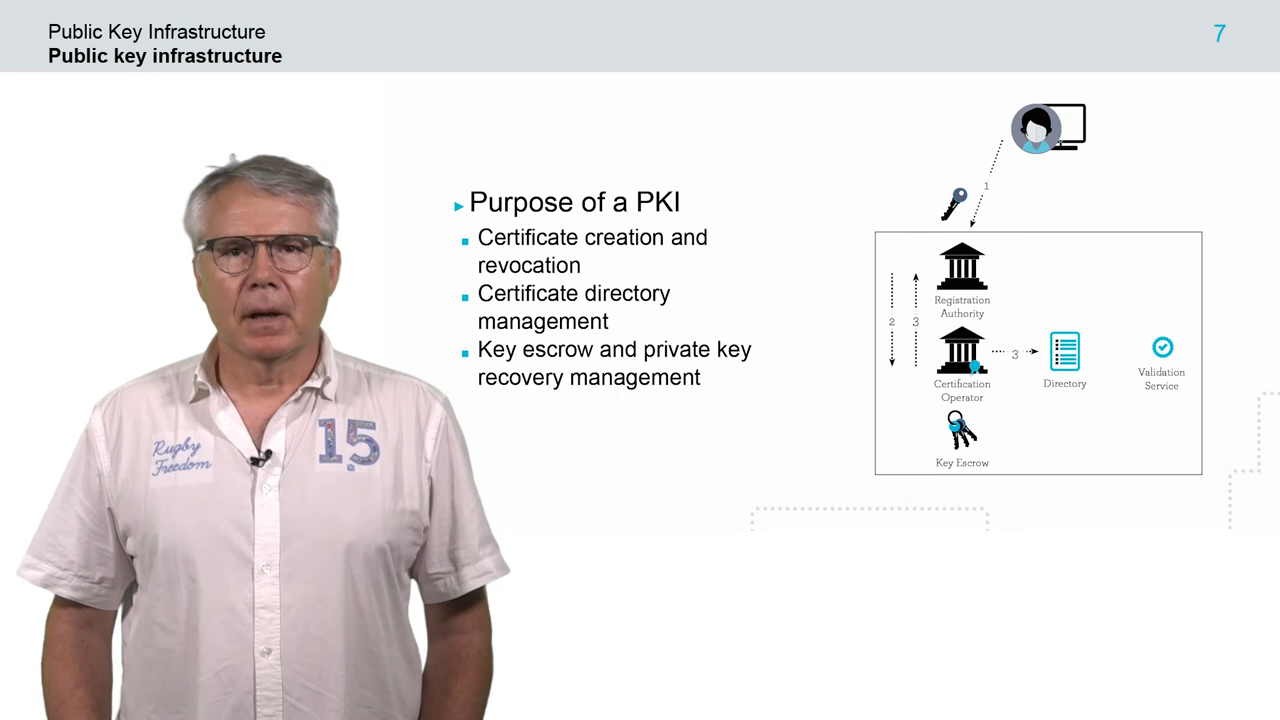 Public Key Infrastructure
Public key infrastructure
7
Purpose of a PKI
Certificate creation and
revocation
Certificate directory
management
Key escrow and private key
recovery management
1
Registration
Authority
2
3
3
Certification
Operator
Directory
Validation
Service
Key Escrow
Rugby
Freedom
15